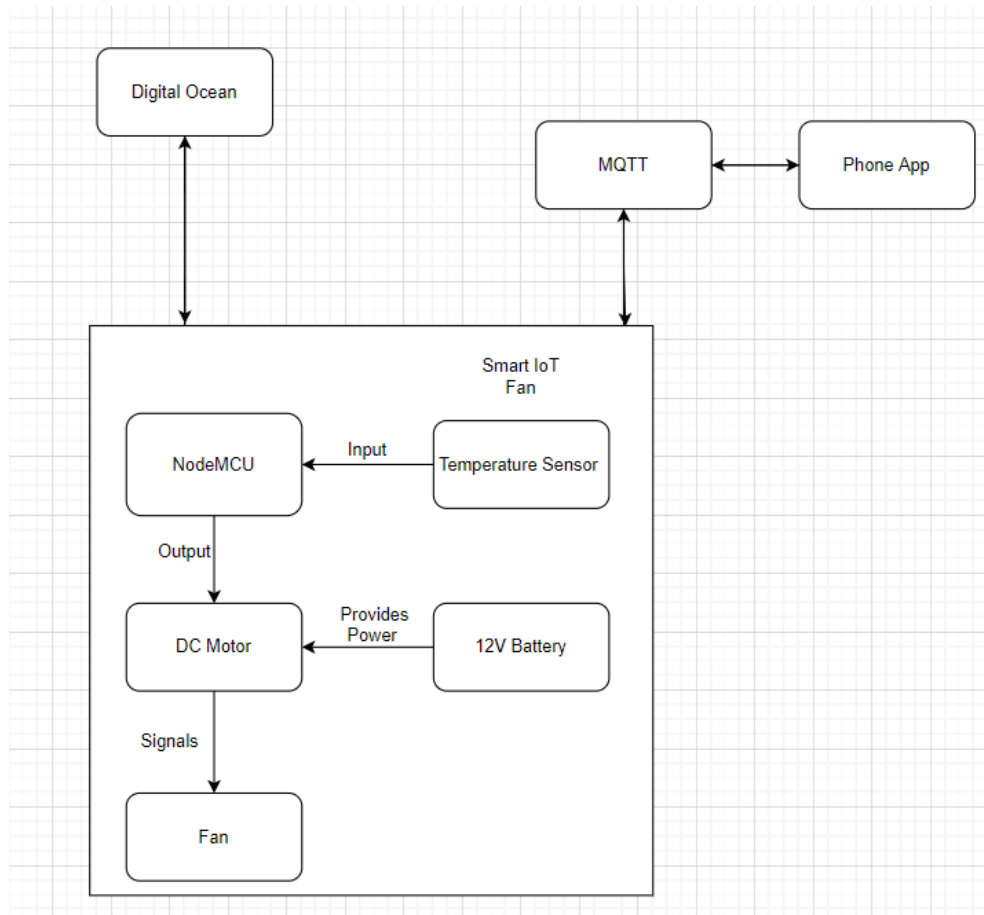 Digital Ocean
MQTT
Phone App
Smart IoT
Fan
NodeMCU
Input
Temperature Sensor
Output
DC Motor
Provides
Power
12V Battery
Signals
Fan